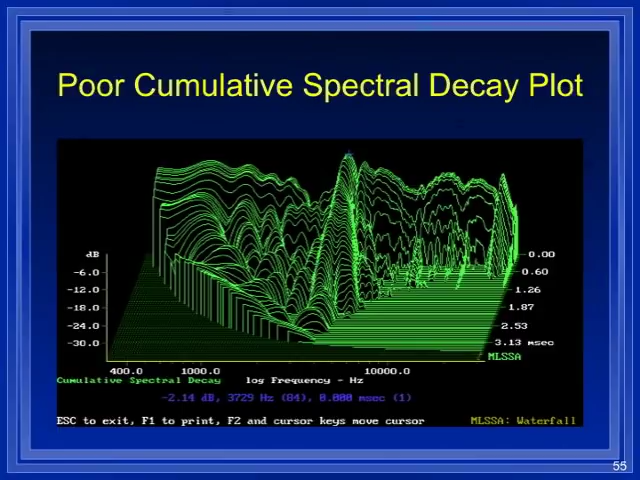 Poor Cumulative Spectral Decay Plot
dB
0.00
-6.0
0.60
-12.0
1.26
-18.0
1.87
-24.0
2.53
-30.0
3.13 msec
MLSSA
400.0 1000.0 10000.0
Cumulative Spectral Decay log Frequency - Hz
-2.14 dB, 3729 Hz (84), 0.000 msec (1)
ESC to exit, F1 to print, F2 and cursor keys move cursor MLSSA: Waterfall
55